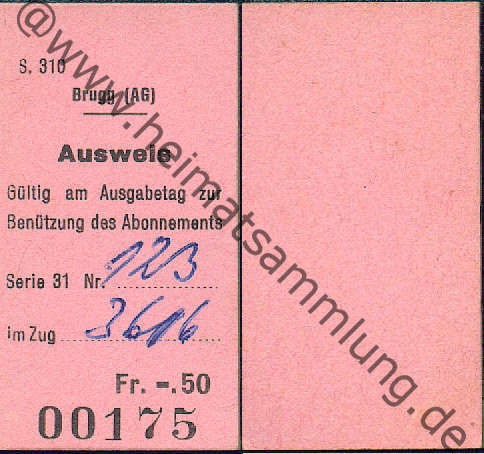 S. 310
Brugg (AG)
Ausweis
Gültig am Ausgabetag zur
Benützung des Abonnements
Serie 31 Nr. 123
im Zug 3616
Fr. -.50
00175
@www.heimatsammlung.de